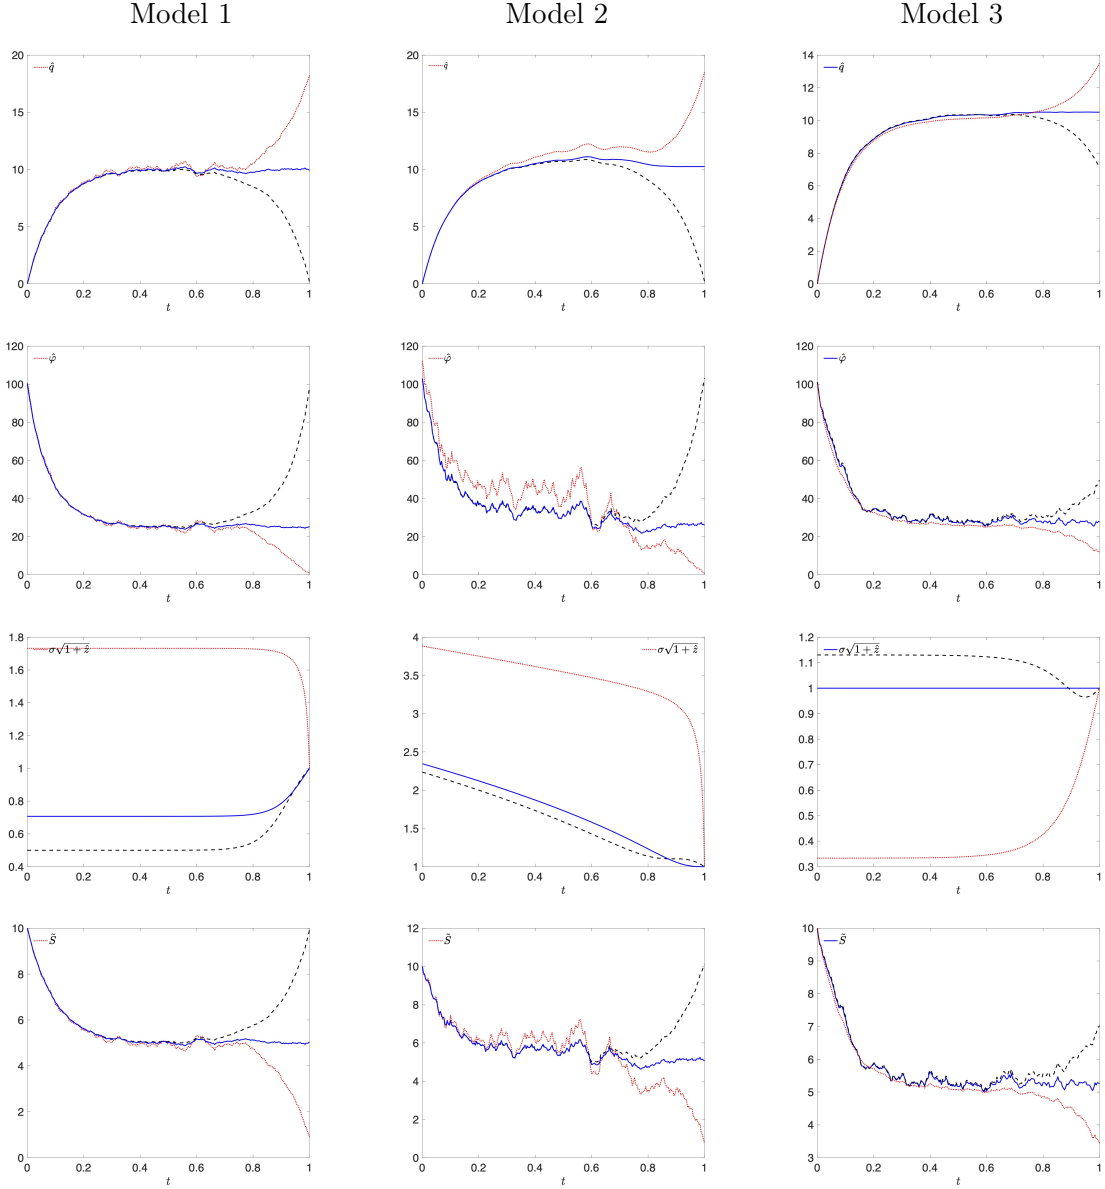 Model 1 Model 2 Model 3
20 20 14
q̂ q̂ q̂
12
15 15
10
10 10 8
6
5 5 4
2
0 0 0
0 0.2 0.4 0.6 0.8 1 0 0.2 0.4 0.6 0.8 1 0 0.2 0.4 0.6 0.8 1
t t t
120 120 120
φ̂ φ̂ φ̂
100 100 100
80 80 80
60 60 60
40 40 40
20 20 20
0 0 0
0 0.2 0.4 0.6 0.8 1 0 0.2 0.4 0.6 0.8 1 0 0.2 0.4 0.6 0.8 1
t t t
1.8 4 1.2
σ√1 + ẑ σ√1 + ẑ σ√1 + ẑ
1.6 3.5 1.1
1.4 3 1
1.2 2.5 0.9
1 2 0.8
0.8 1.5 0.7
0.6 1 0.6
0.4 0.5
0.4
0.3
0 0.2 0.4 0.6 0.8 1 0 0.2 0.4 0.6 0.8 1 0 0.2 0.4 0.6 0.8 1
t t t
10 12 10
S̃ S̃ S̃
8 10 9
6 8 8
4 6 7
2 4 6
0 2 5
0 4
3
0 0.2 0.4 0.6 0.8 1 0 0.2 0.4 0.6 0.8 1 0 0.2 0.4 0.6 0.8 1
t t t